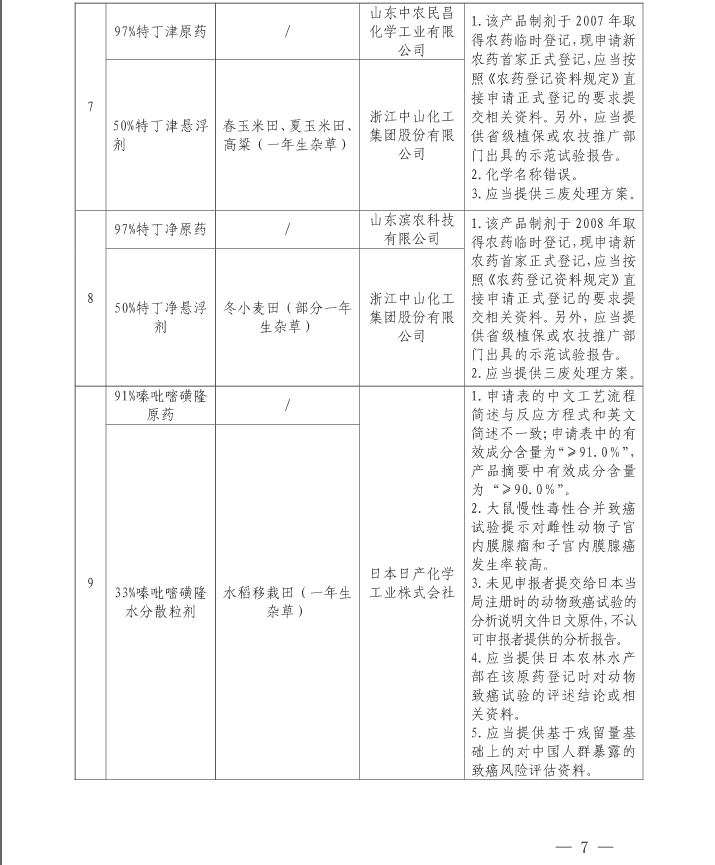 7
97%特丁津原药
/
山东中农民昌
化学工业有限
公司
50%特丁津悬浮
剂
春玉米田、夏玉米田、
高粱（一年生杂草）
浙江中山化工
集团股份有限
公司
1.该产品制剂于2007年取
得农药临时登记，现申请新
农药首家正式登记，应当按
照《农药登记资料规定》直
接申请正式登记的要求提
交相关资料。另外，应当提
供省级植保或农技推广部
门出具的示范试验报告。
2.化学名称错误。
3.应当提供三废处理方案。
8
97%特丁净原药
/
山东滨农科技
有限公司
50%特丁净悬浮
剂
冬小麦田（部分一年
生杂草）
浙江中山化工
集团股份有限
公司
1.该产品制剂于2008年取
得农药临时登记，现申请新
农药首家正式登记，应当按
照《农药登记资料规定》直
接申请正式登记的要求提
交相关资料。另外，应当提
供省级植保或农技推广部
门出具的示范试验报告。
2.应当提供三废处理方案。
9
91%嗪吡嘧磺隆
原药
/
33%嗪吡嘧磺隆
水分散粒剂
水稻移栽田（一年生
杂草）
日本日产化学
工业株式会社
1.申请表的中文工艺流程
简述与反应方程式和英文
简述不一致；申请表中的有
效成分含量为“≥91.0%”，
产品摘要中有效成分含量
为“≥90.0%”。
2.大鼠慢性毒性合并致癌
试验提示对雌性动物子宫
内膜腺瘤和子宫内膜腺癌
发生率较高。
3.未见申报者提交给日本当
局注册时的动物致癌试验的
分析说明文件日文原件，不认
可申报者提供的分析报告。
4.应当提供日本农林水产
部在该原药登记时对动物
致癌试验的评述结论或相
关资料。
5.应当提供基于残留量基
础上的对中国人群暴露的
致癌风险评估资料。
— 7 —